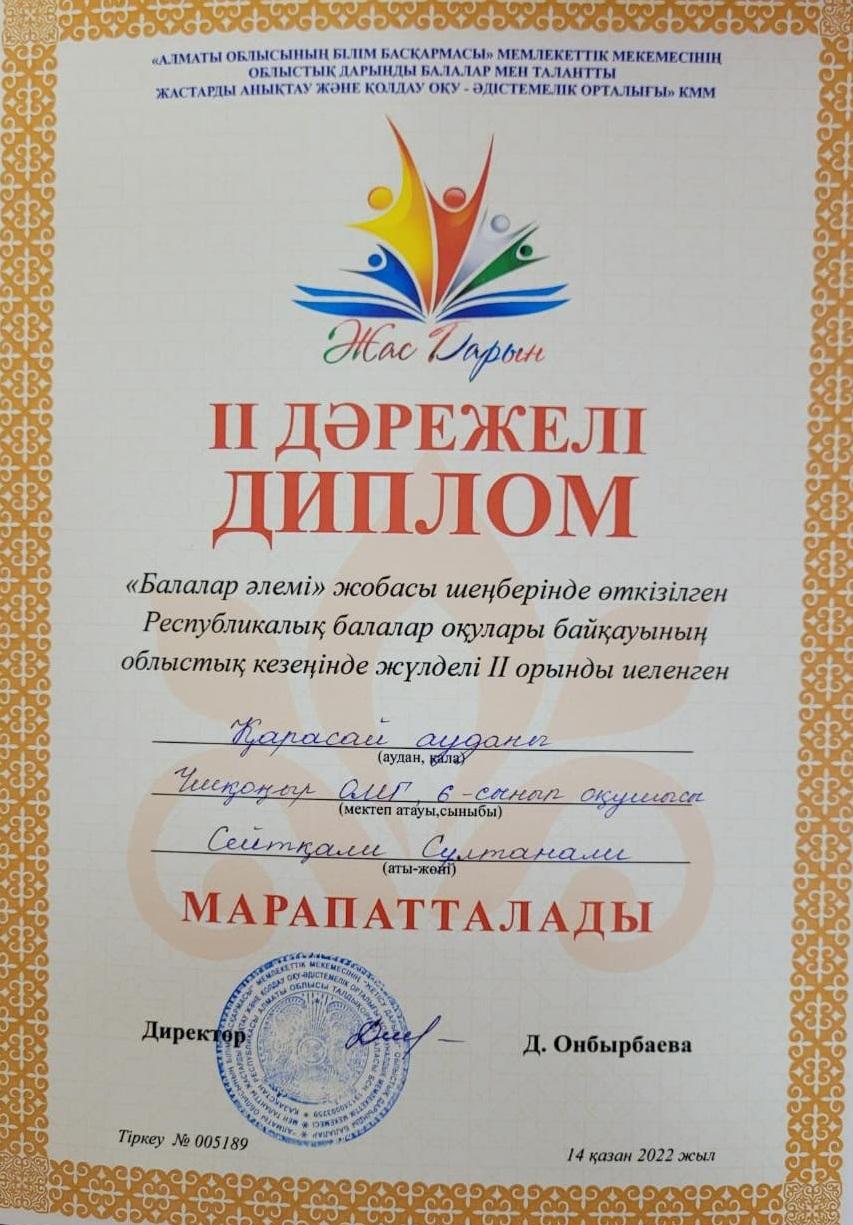 «АЛМАТЫ ОБЛЫСЫНЫҢ БІЛІМ БАСҚАРМАСЫ» МЕМЛЕКЕТТІК МЕКЕМЕСІНІҢ
ОБЛЫСТЫҚ ДАРЫНДЫ БАЛАЛАР МЕН ТАЛАНТТЫ
ЖАСТАРДЫ АНЫҚТАУ ЖӘНЕ ҚОЛДАУ ОҚУ - ӘДІСТЕМЕЛІК ОРТАЛЫҒЫ» КММ
Жас Дарын
II ДӘРЕЖЕЛІ
ДИПЛОМ
«Балалар әлемі» жобасы шеңберінде өткізілген
Республикалық балалар оқулары байқауының
облыстық кезеңінде жүлделі II орынды иеленген
Қарасай ауданы
(аудан, қала)
Үшқоңыр ОМГ, 6-сынып оқушысы
(мектеп атауы,сыныбы)
Сейтқали Султанали
(аты-жөні)
МАРАПАТТАЛАДЫ
Директор
Д. Онбырбаева
Тіркеу № 005189
14 қазан 2022 жыл